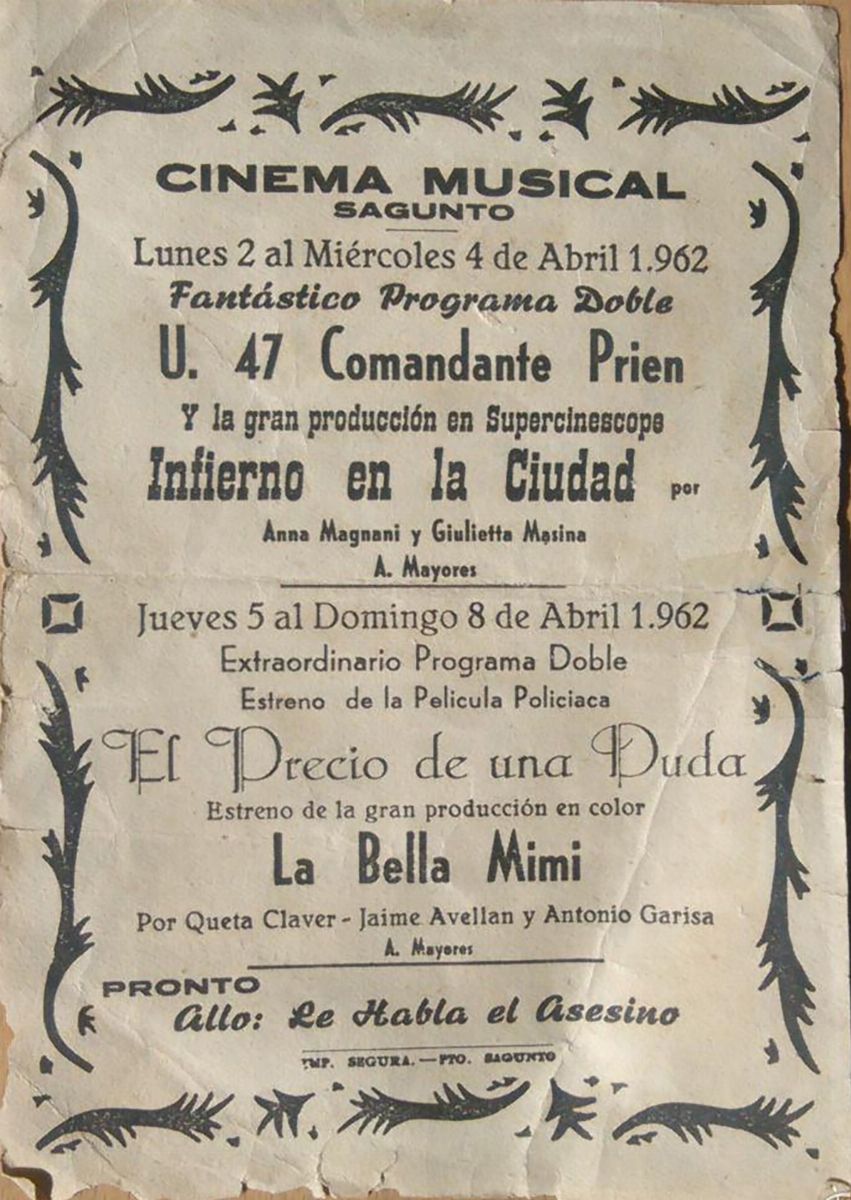 CINEMA MUSICAL
SAGUNTO
Lunes 2 al Miércoles 4 de Abril 1.962
Fantástico Programa Doble
U. 47 Comandante Prien
Y la gran producción en Supercinescope
Infierno en la Ciudad por
Anna Magnani y Giulietta Masina
A. Mayores
Jueves 5 al Domingo 8 de Abril 1.962
Extraordinario Programa Doble
Estreno de la Pelicula Policiaca
El Precio de una Duda
Estreno de la gran producción en color
La Bella Mimi
Por Queta Claver - Jaime Avellan y Antonio Garisa
A. Mayores
PRONTO
Allo: Le Habla el Asesino
IMP. SEGURA.—PTO. SAGUNTO